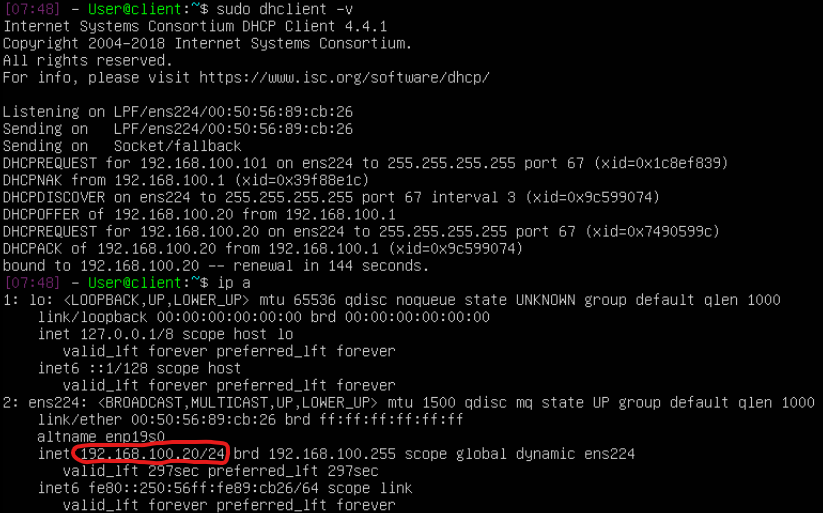 [07:48] - User@client:~$ sudo dhclient -v
Internet Systems Consortium DHCP Client 4.4.1
Copyright 2004-2018 Internet Systems Consortium.
All rights reserved.
For info, please visit https://www.isc.org/software/dhcp/

Listening on LPF/ens224/00:50:56:89:cb:26
Sending on   LPF/ens224/00:50:56:89:cb:26
Sending on   Socket/fallback
DHCPREQUEST for 192.168.100.101 on ens224 to 255.255.255.255 port 67 (xid=0x1c8ef839)
DHCPNAK from 192.168.100.1 (xid=0x39f88e1c)
DHCPDISCOVER on ens224 to 255.255.255.255 port 67 interval 3 (xid=0x9c599074)
DHCPOFFER of 192.168.100.20 from 192.168.100.1
DHCPREQUEST for 192.168.100.20 on ens224 to 255.255.255.255 port 67 (xid=0x7490599c)
DHCPACK of 192.168.100.20 from 192.168.100.1 (xid=0x9c599074)
bound to 192.168.100.20 -- renewal in 144 seconds.
[07:48] - User@client:~$ ip a
1: lo: <LOOPBACK,UP,LOWER_UP> mtu 65536 qdisc noqueue state UNKNOWN group default qlen 1000
    link/loopback 00:00:00:00:00:00 brd 00:00:00:00:00:00
    inet 127.0.0.1/8 scope host lo
       valid_lft forever preferred_lft forever
    inet6 ::1/128 scope host
       valid_lft forever preferred_lft forever
2: ens224: <BROADCAST,MULTICAST,UP,LOWER_UP> mtu 1500 qdisc mq state UP group default qlen 1000
    link/ether 00:50:56:89:cb:26 brd ff:ff:ff:ff:ff:ff
    altname enp19s0
    inet 192.168.100.20/24 brd 192.168.100.255 scope global dynamic ens224
       valid_lft 297sec preferred_lft 297sec
    inet6 fe80::250:56ff:fe89:cb26/64 scope link
       valid_lft forever preferred_lft forever